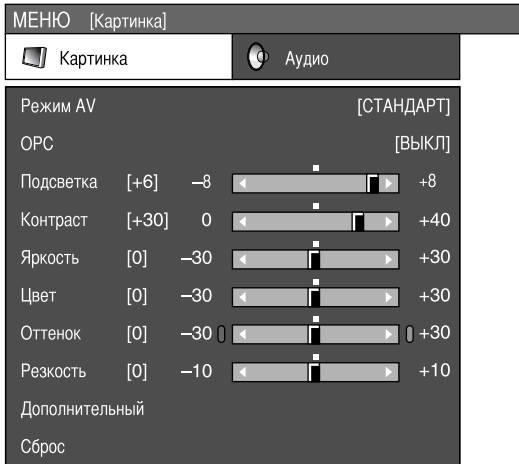 МЕНЮ [Картинка]
Картинка Аудио
Режим AV [СТАНДАРТ]
OPC [ВЫКЛ]
Подсветка [+6] –8 +8
Контраст [+30] 0 +40
Яркость [0] –30 +30
Цвет [0] –30 +30
Оттенок [0] –30 +30
Резкость [0] –10 +10
Дополнительный
Сброс